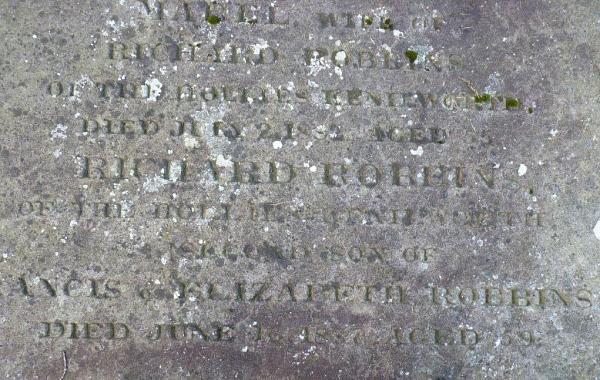 MABEL WIFE OF
RICHARD ROBBINS
OF THE HOLLIES KENILWORTH,
DIED JULY 2, AGED
RICHARD ROBBINS,
OF THE HOLLIES KENILWORTH
SECOND SON OF
ANCIS & ELIZABETH ROBBINS
DIED JUNE AGED 59.